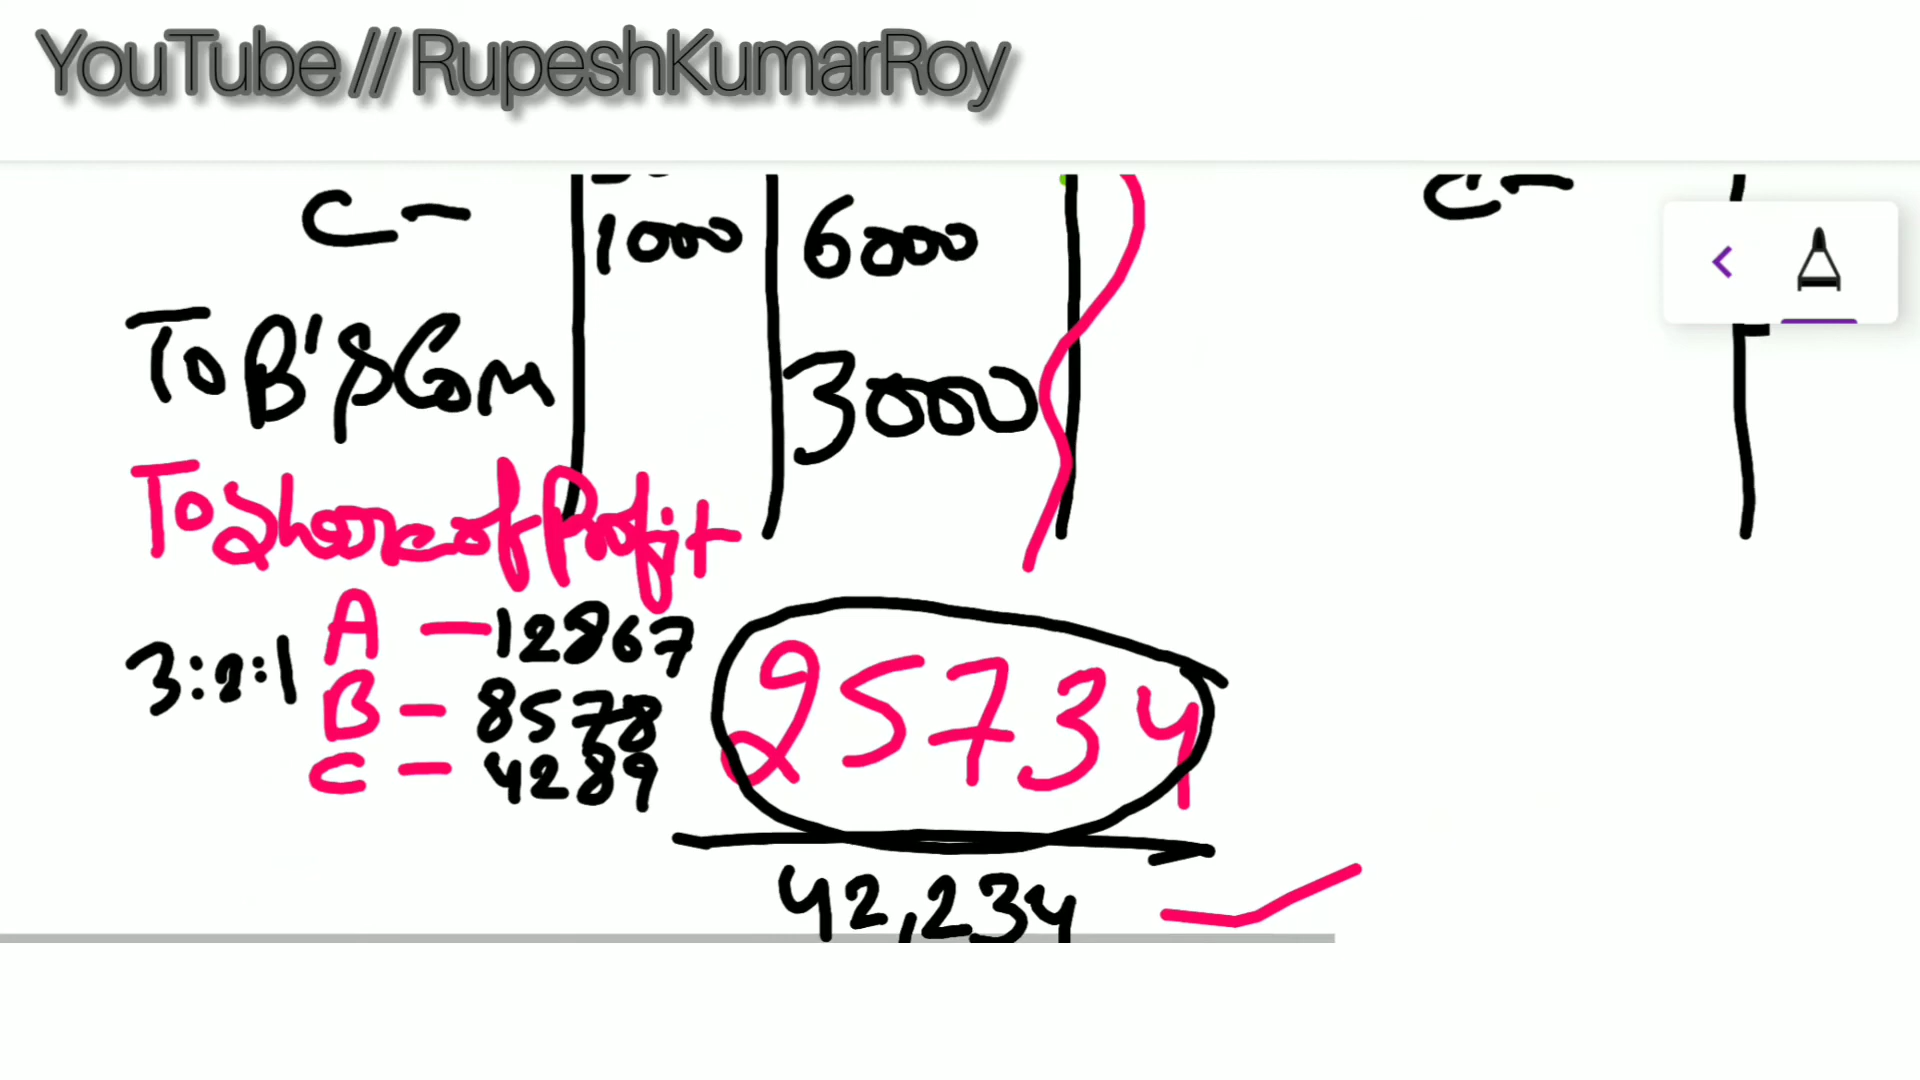 YouTube // RupeshKumarRoy
C - 1000 6000
To B's Com 3000
To Share of Profit
A - 12867
3:2:1
B - 8578
25734
C - 4289
42,234
C -